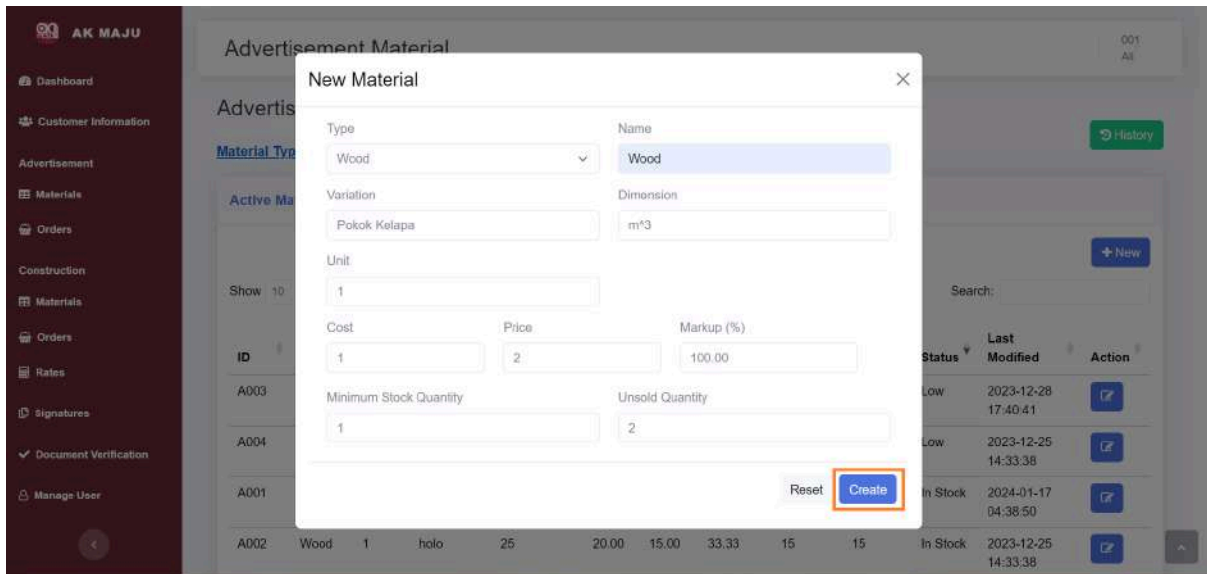 AK MAJU
Dashboard
Customer Information
Advertisement
Materials
Orders
Construction
Materials
Orders
Rates
Signatures
Document Verification
Manage User
Advertisement Material
001
Advertis
History
Material Typ
Active Ma
+ New
Show 10
Search:
ID
Status
Last
Modified
Action
A003
Low
2023-12-28
17:40:41
A004
Low
2023-12-25
14:33:38
A001
In Stock
2024-01-17
04:38:50
A002 Wood 1 holo 25 20.00 15.00 33.33 15 15 In Stock 2023-12-25
14:33:38
New Material
Type
Name
Wood
Wood
Variation
Dimension
Pokok Kelapa
m^3
Unit
1
Cost
Price
Markup (%)
1
2
100.00
Minimum Stock Quantity
Unsold Quantity
1
2
Reset
Create